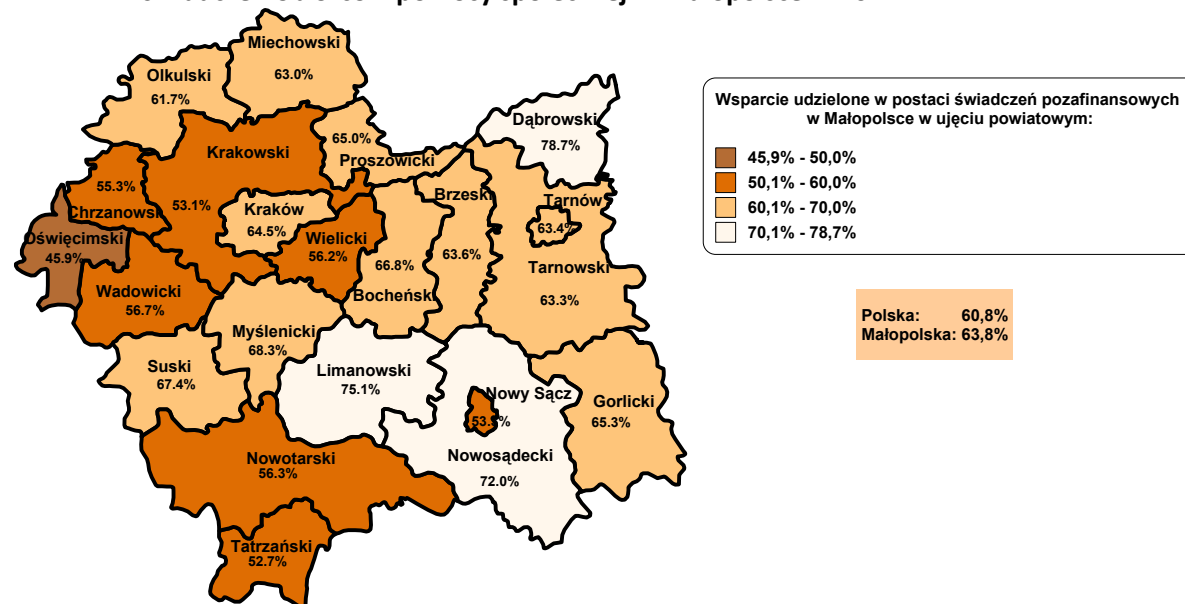 Miechowski
63.0%
Olkulski
61.7%
Dąbrowski
78.7%
65.0%
Proszowicki
Krakowski
53.1%
55.3%
Chrzanowski
Kraków
64.5%
Brzeski
63.6%
Tarnów
63.4%
Oświęcimski
45.9%
Wielicki
56.2%
66.8%
Bocheński
Tarnowski
63.3%
Wadowicki
56.7%
Myślenicki
68.3%
Suski
67.4%
Limanowski
75.1%
Nowy Sącz
Gorlicki
65.3%
Nowosądecki
72.0%
Nowotarski
56.3%
Tatrzański
52.7%
Wsparcie udzielone w postaci świadczeń pozafinansowych
w Małopolsce w ujęciu powiatowym:
45,9% - 50,0%
50,1% - 60,0%
60,1% - 70,0%
70,1% - 78,7%
Polska: 60,8%
Małopolska: 63,8%